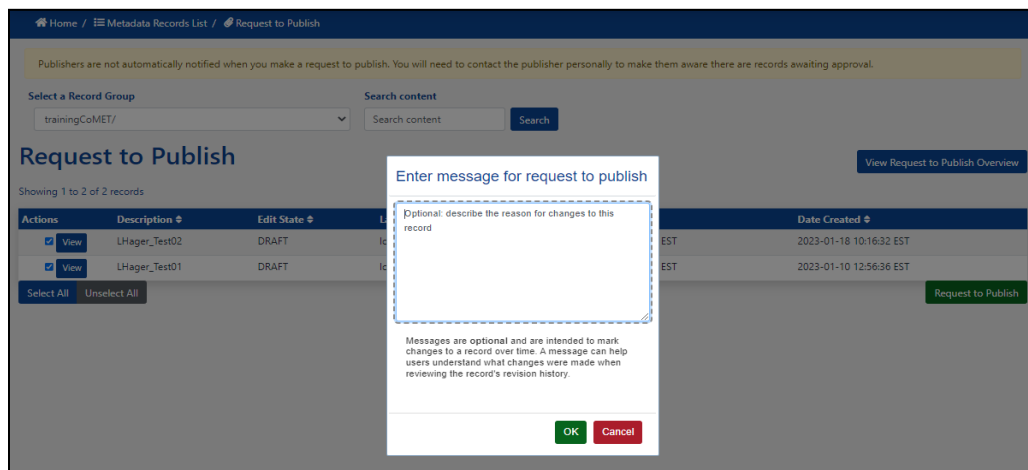 Home / Metadata Records List / Request to Publish
Publishers are not automatically notified when you make a request to publish. You will need to contact the publisher personally to make them aware there are records awaiting approval.
Select a Record Group Search content
trainingCoMET/ Search content Search
Request to Publish
View Request to Publish Overview
Showing 1 to 2 of 2 records
Actions Description Edit State Date Created
View LHager_Test02 DRAFT EST 2023-01-18 10:16:32 EST
View LHager_Test01 DRAFT EST 2023-01-10 12:56:36 EST
Select All Unselect All Request to Publish
Enter message for request to publish
Optional: describe the reason for changes to this
record
Messages are optional and are intended to mark
changes to a record over time. A message can help
users understand what changes were made when
reviewing the record's revision history.
OK Cancel